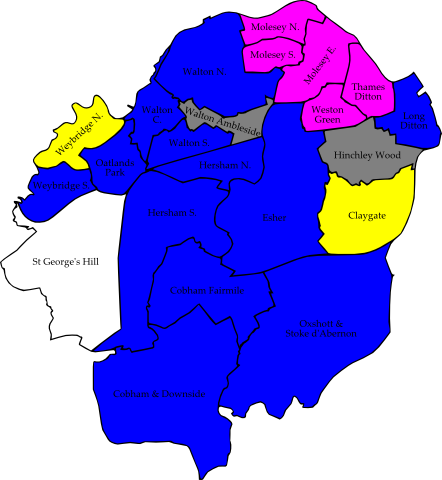 Molesey N.
Molesey S.
Molesey E.
Walton N.
Thames
Ditton
Weybridge N.
Walton
C.
Walton Ambleside
Weston
Green
Long
Ditton
Walton S.
Hinchley Wood
Oatlands
Park
Hersham N.
Weybridge S.
Hersham S.
Esher
Claygate
St George's Hill
Cobham Fairmile
Oxshott &
Stoke d'Abernon
Cobham & Downside